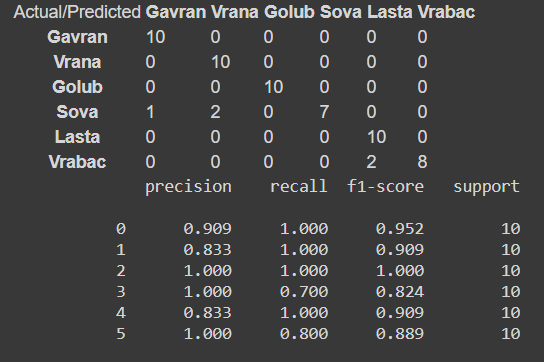 Actual/Predicted Gavran Vrana Golub Sova Lasta Vrabac
Gavran 10 0 0 0 0 0
Vrana 0 10 0 0 0 0
Golub 0 0 10 0 0 0
Sova 1 2 0 7 0 0
Lasta 0 0 0 0 10 0
Vrabac 0 0 0 0 2 8
precision recall f1-score support
0 0.909 1.000 0.952 10
1 0.833 1.000 0.909 10
2 1.000 1.000 1.000 10
3 1.000 0.700 0.824 10
4 0.833 1.000 0.909 10
5 1.000 0.800 0.889 10